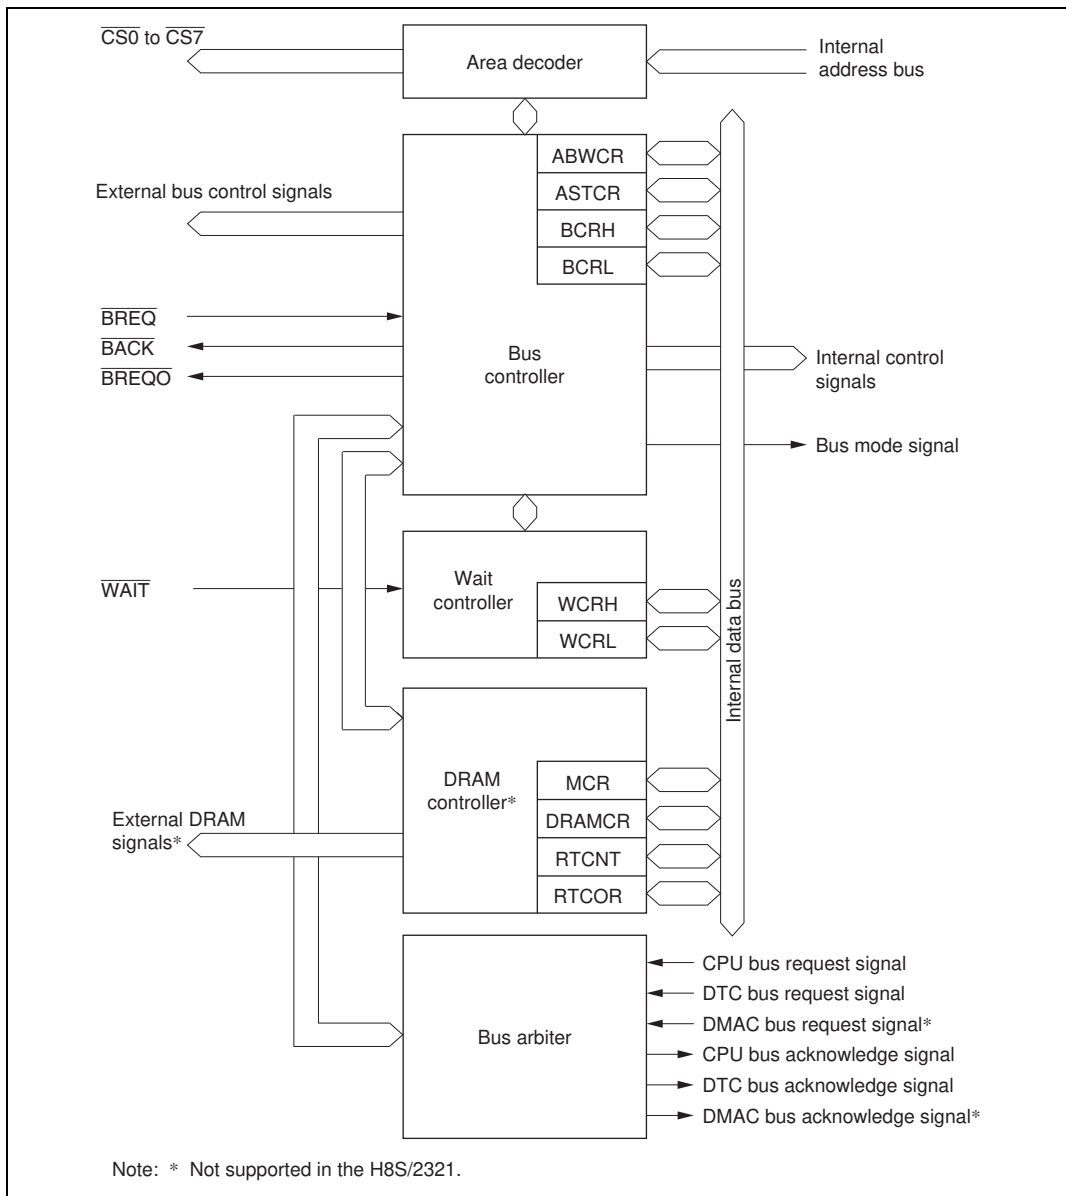 CS0 to CS7
Area decoder
Internal
address bus
ABWCR
ASTCR
BCRH
BCRL
External bus control signals
BREQ
BACK
BREQO
Bus
controller
Internal control
signals
Bus mode signal
WAIT
Wait
controller
WCRH
WCRL
Internal data bus
DRAM
controller*
MCR
DRAMCR
RTCNT
RTCOR
External DRAM
signals*
Bus arbiter
CPU bus request signal
DTC bus request signal
DMAC bus request signal*
CPU bus acknowledge signal
DTC bus acknowledge signal
DMAC bus acknowledge signal*
Note: * Not supported in the H8S/2321.